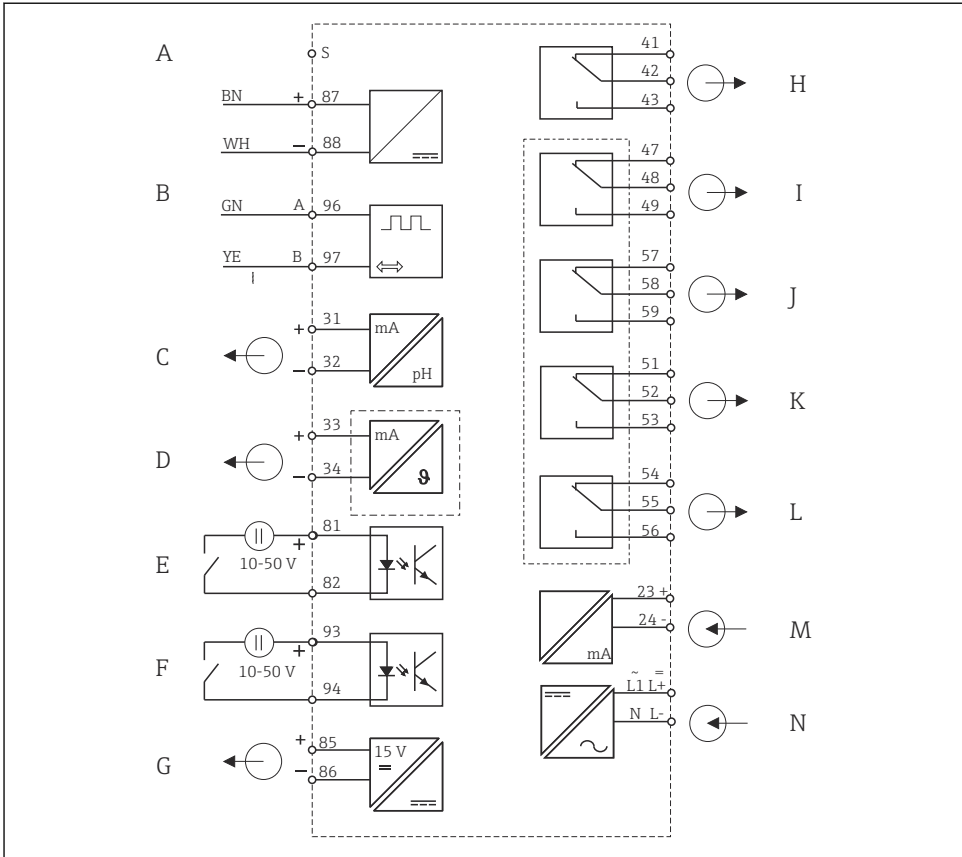 A
S
BN + 87
WH − 88
B
GN A 96
YE B 97
C
+ 31 mA
− 32 pH
D
+ 33 mA
− 34 ϑ
E
81
+
10-50 V
82
F
93
+
10-50 V
94
G
+ 85 15 V
− 86
41
42
43
H
47
48
49
I
57
58
59
J
51
52
53
K
54
55
56
L
23 +
24 -
mA
M
~ =
L1 L+
N L-
N